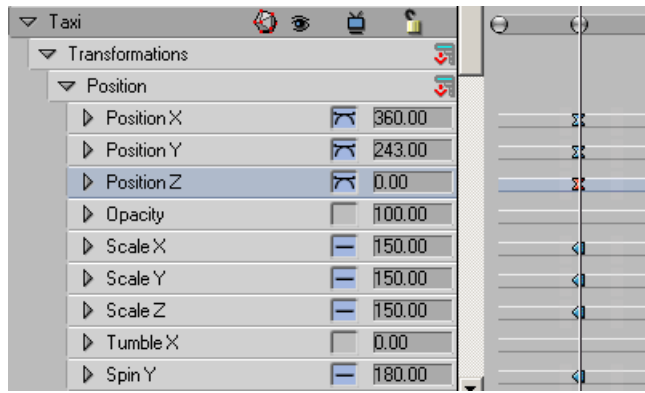 Taxi
Transformations
Position
Position X 360.00
Position Y 243.00
Position Z 0.00
Opacity 100.00
Scale X 150.00
Scale Y 150.00
Scale Z 150.00
Tumble X 0.00
Spin Y 180.00